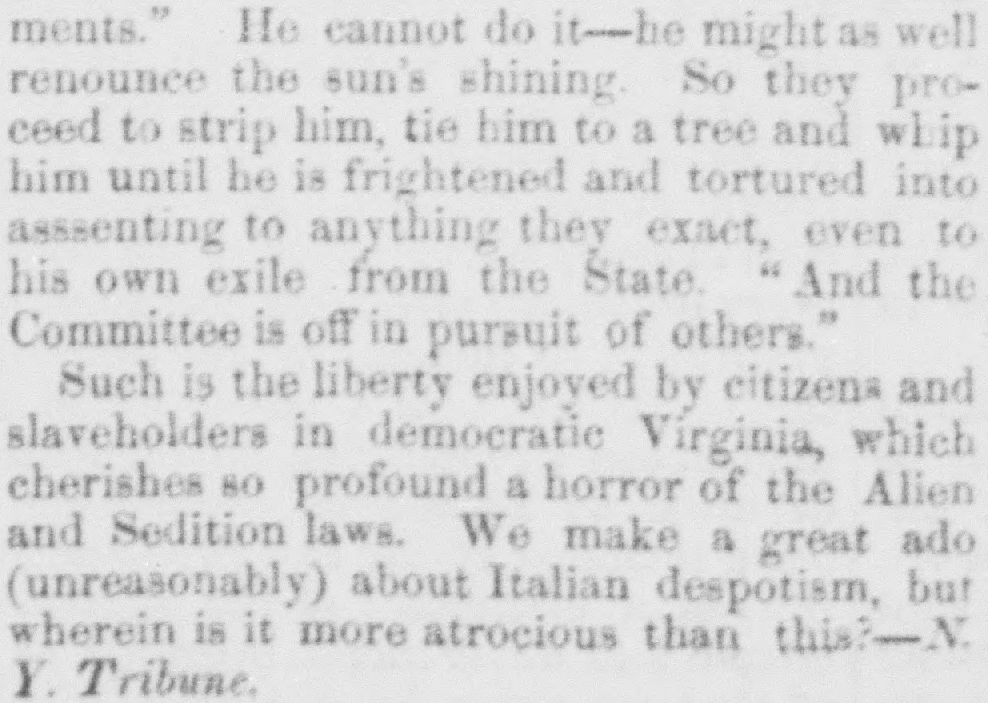 ments." He cannot do it—he might as well
renounce the sun's shining. So they pro-
ceed to strip him, tie him to a tree and whip
him until he is frightened and tortured into
asssenting to anything they exact, even to
his own exile from the State. "And the
Committee is off in pursuit of others."
Such is the liberty enjoyed by citizens and
slaveholders in democratic Virginia, which
cherishes so profound a horror of the Alien
and Sedition laws. We make a great ado
(unreasonably) about Italian despotism, but
wherein is it more atrocious than this?—N.
Y. Tribune.